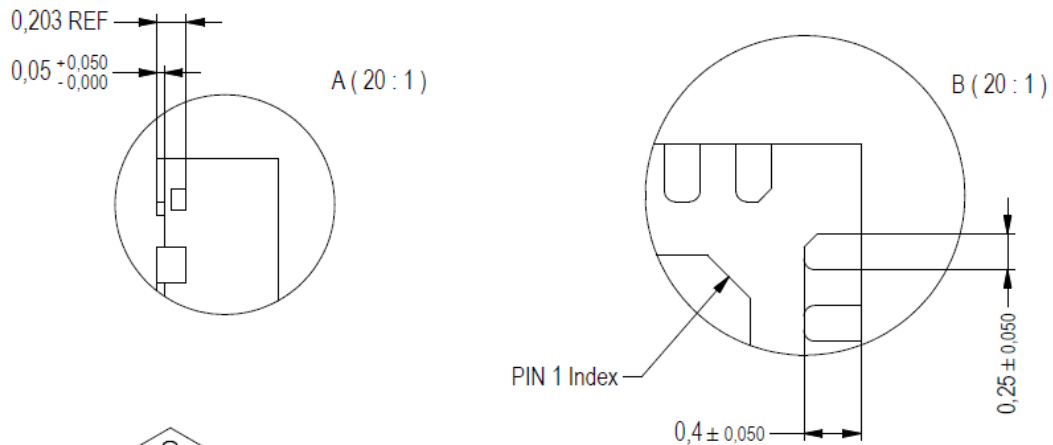 0,203 REF
0,05 +0,050 -0,000
A ( 20 : 1 )
B ( 20 : 1 )
PIN 1 Index
0,25 ± 0,050
0,4 ± 0,050